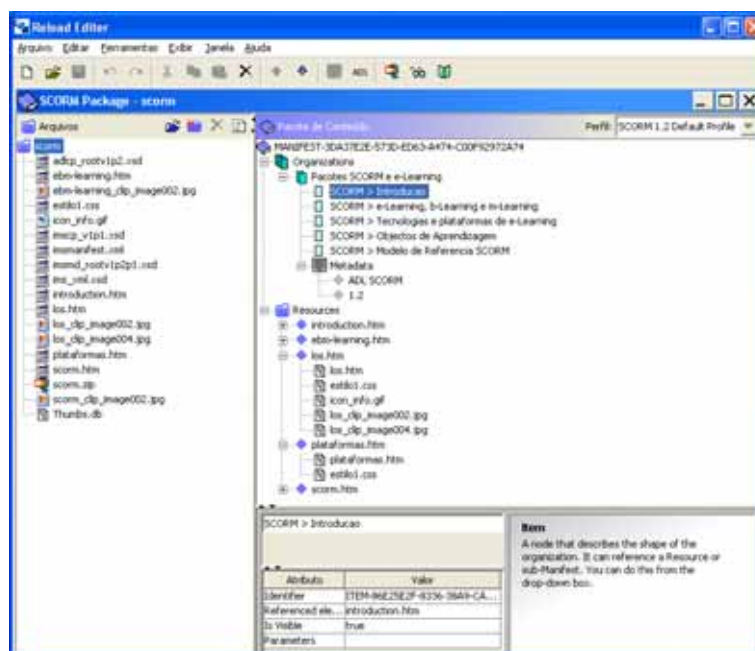 Reload Editor
Arquivo Editar Ferramentas Exibir Janela Ajuda
SCORM Package - scorm
Arquivos
scorm
adlcp_rootv1p2.xsd
ebm-learning.htm
ebm-learning_clip_image002.jpg
estilo1.css
icon_info.gif
imscp_v1p1.xsd
imsmanifest.xml
imsmd_rootv1p2p1.xsd
ims_xml.xsd
introduction.htm
los.htm
los_clip_image002.jpg
los_clip_image004.jpg
plataformas.htm
scorm.htm
scorm.zip
scorm_clip_image002.jpg
Thumbs.db
Pacote de Conteúdo
Perfil: SCORM 1.2 Default Profile
Organizations
Pacotes SCORM e e-Learning
SCORM > Introducao
SCORM > e-Learning, b-Learning e m-Learning
SCORM > Tecnologias e plataformas de e-Learning
SCORM > Objectos de Aprendizagem
SCORM > Modelo de Referencia SCORM
Metadata
ADL SCORM
1.2
Resources
introduction.htm
ebm-learning.htm
los.htm
los.htm
estilo1.css
icon_info.gif
los_clip_image002.jpg
los_clip_image004.jpg
plataformas.htm
plataformas.htm
estilo1.css
scorm.htm
SCORM > Introducao
Atributo Valor
Identifier
Referenced ele... introduction.htm
Is Visible true
Parameters
Item
A node that describes the shape of the
organization. It can reference a Resource or
sub-Manifest. You can do this from the
drop-down box.